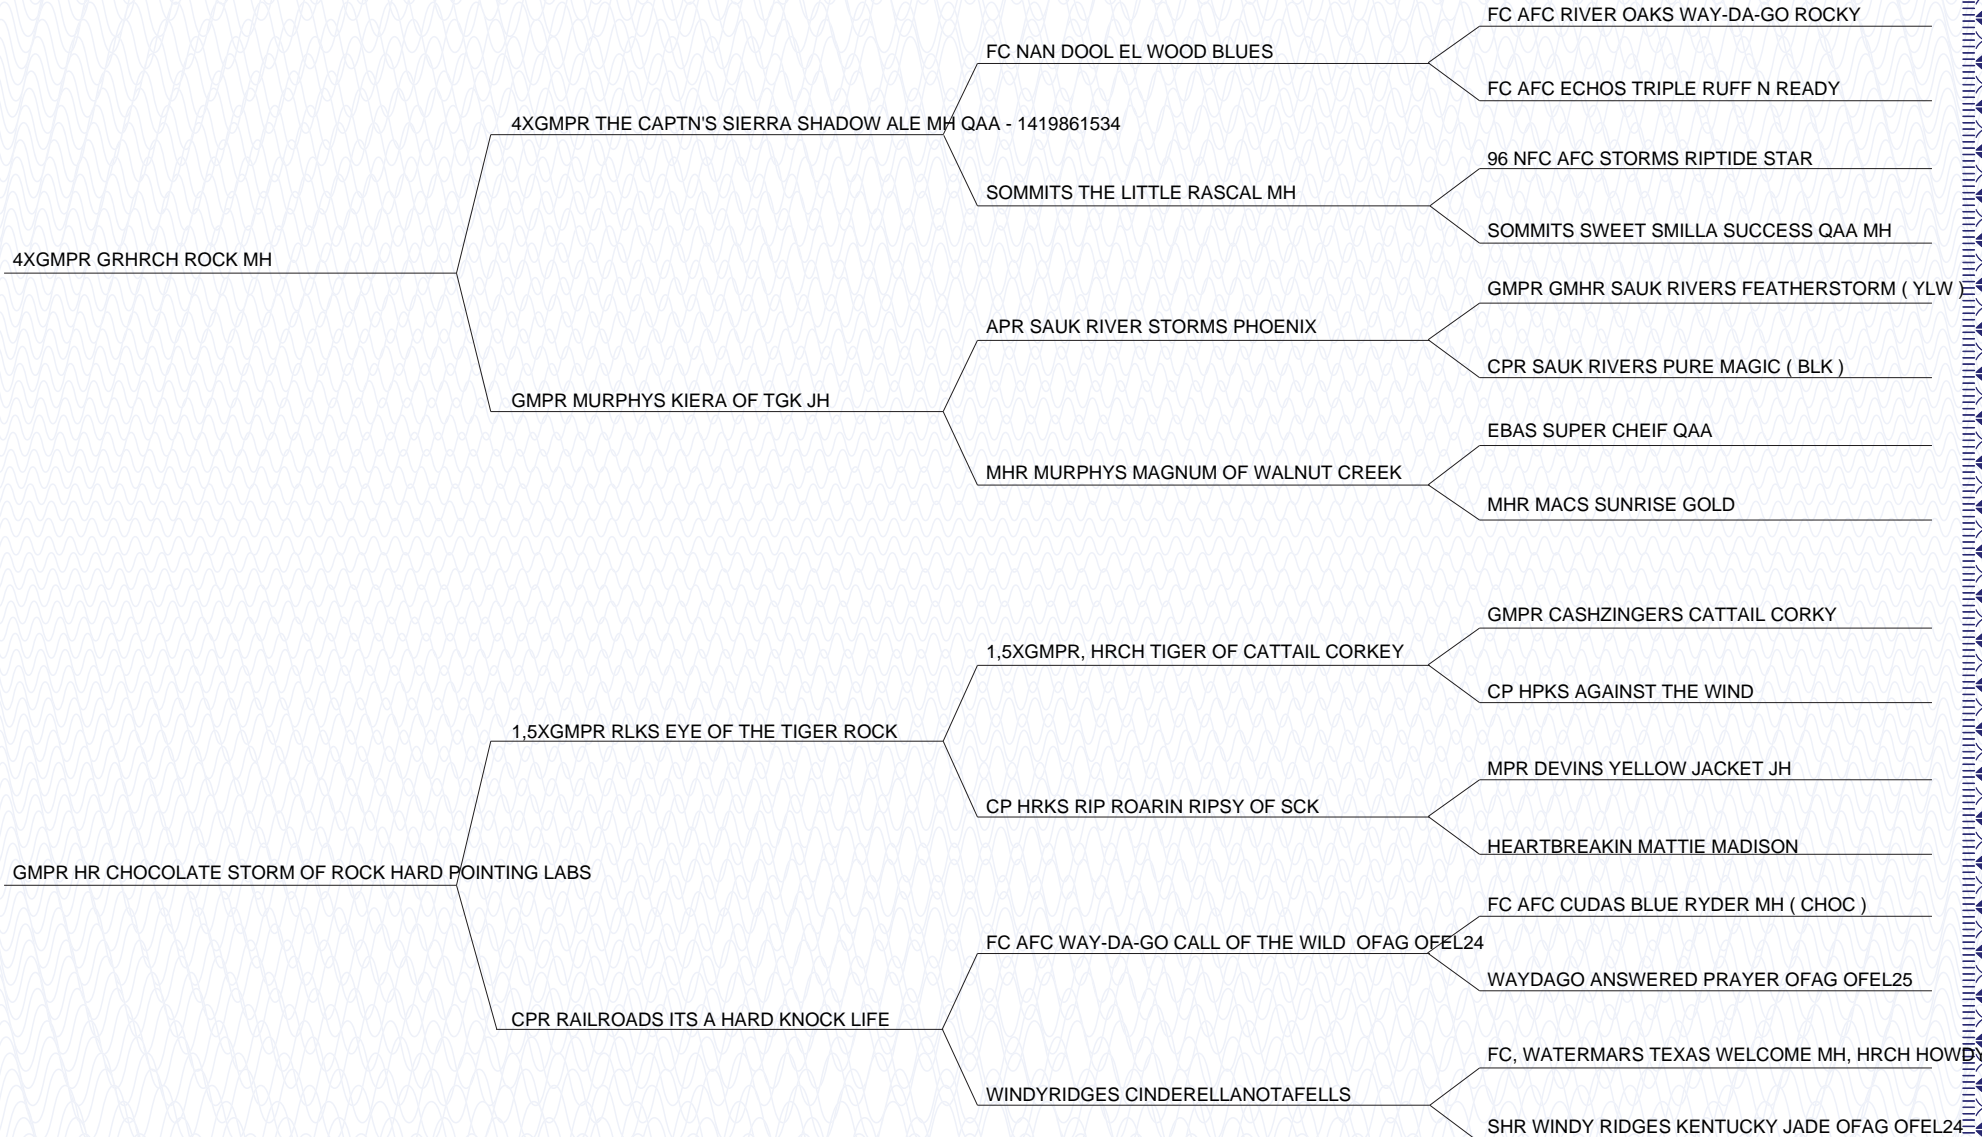 FC AFC RIVER OAKS WAY-DA-GO ROCKY
FC NAN DOOL EL WOOD BLUES
FC AFC ECHOS TRIPLE RUFF N READY
4XGMPR THE CAPTN'S SIERRA SHADOW ALE MH QAA - 1419861534
96 NFC AFC STORMS RIPTIDE STAR
SOMMITS THE LITTLE RASCAL MH
SOMMITS SWEET SMILLA SUCCESS QAA MH
4XGMPR GRHRCH ROCK MH
GMPR GMHR SAUK RIVERS FEATHERSTORM ( YLW )
APR SAUK RIVER STORMS PHOENIX
CPR SAUK RIVERS PURE MAGIC ( BLK )
GMPR MURPHYS KIERA OF TGK JH
EBAS SUPER CHEIF QAA
MHR MURPHYS MAGNUM OF WALNUT CREEK
MHR MACS SUNRISE GOLD
GMPR CASHZINGERS CATTAIL CORKY
1,5XGMPR, HRCH TIGER OF CATTAIL CORKEY
CP HPKS AGAINST THE WIND
1,5XGMPR RLKS EYE OF THE TIGER ROCK
MPR DEVINS YELLOW JACKET JH
CP HRKS RIP ROARIN RIPSY OF SCK
HEARTBREAKIN MATTIE MADISON
GMPR HR CHOCOLATE STORM OF ROCK HARD POINTING LABS
FC AFC CUDAS BLUE RYDER MH ( CHOC )
FC AFC WAY-DA-GO CALL OF THE WILD OFAG OFEL24
WAYDAGO ANSWERED PRAYER OFAG OFEL25
CPR RAILROADS ITS A HARD KNOCK LIFE
FC, WATERMARS TEXAS WELCOME MH, HRCH HOWD
WINDYRIDGES CINDERELLANOTAFELLS
SHR WINDY RIDGES KENTUCKY JADE OFAG OFEL24